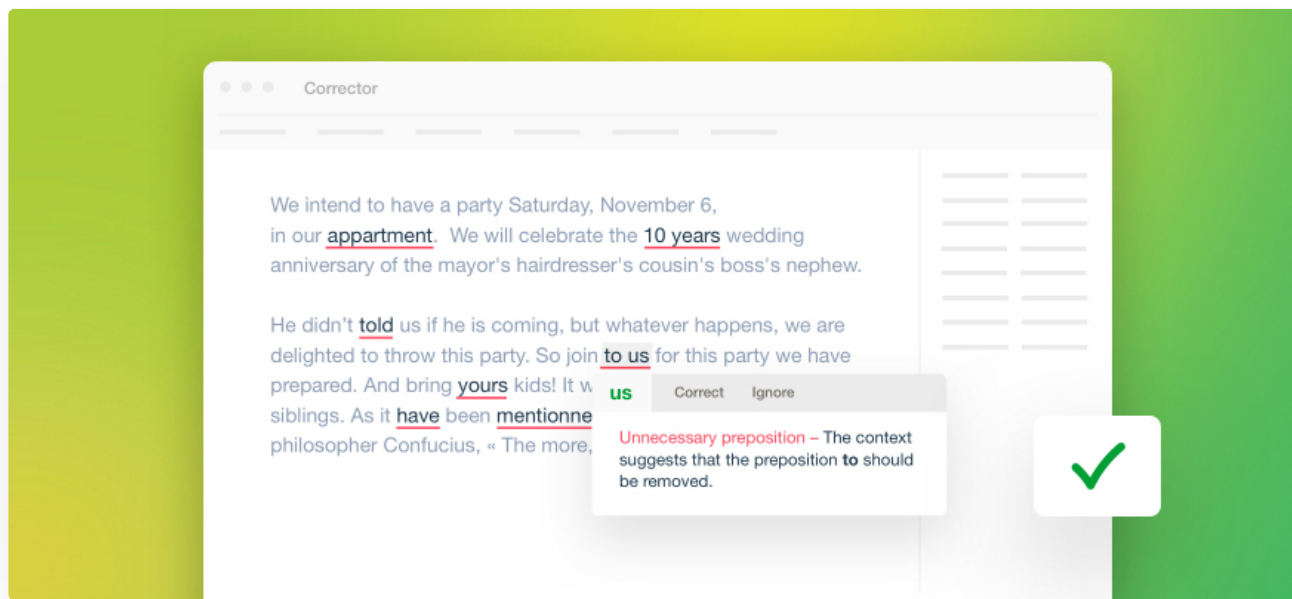 Corrector
We intend to have a party Saturday, November 6,
in our appartment.  We will celebrate the 10 years wedding
anniversary of the mayor's hairdresser's cousin's boss's nephew.
He didn't told us if he is coming, but whatever happens, we are
delighted to throw this party. So join to us for this party we have
prepared. And bring yours kids! It w
siblings. As it have been mentionne
philosopher Confucius, « The more,
us Correct Ignore
Unnecessary preposition – The context
suggests that the preposition to should
be removed.